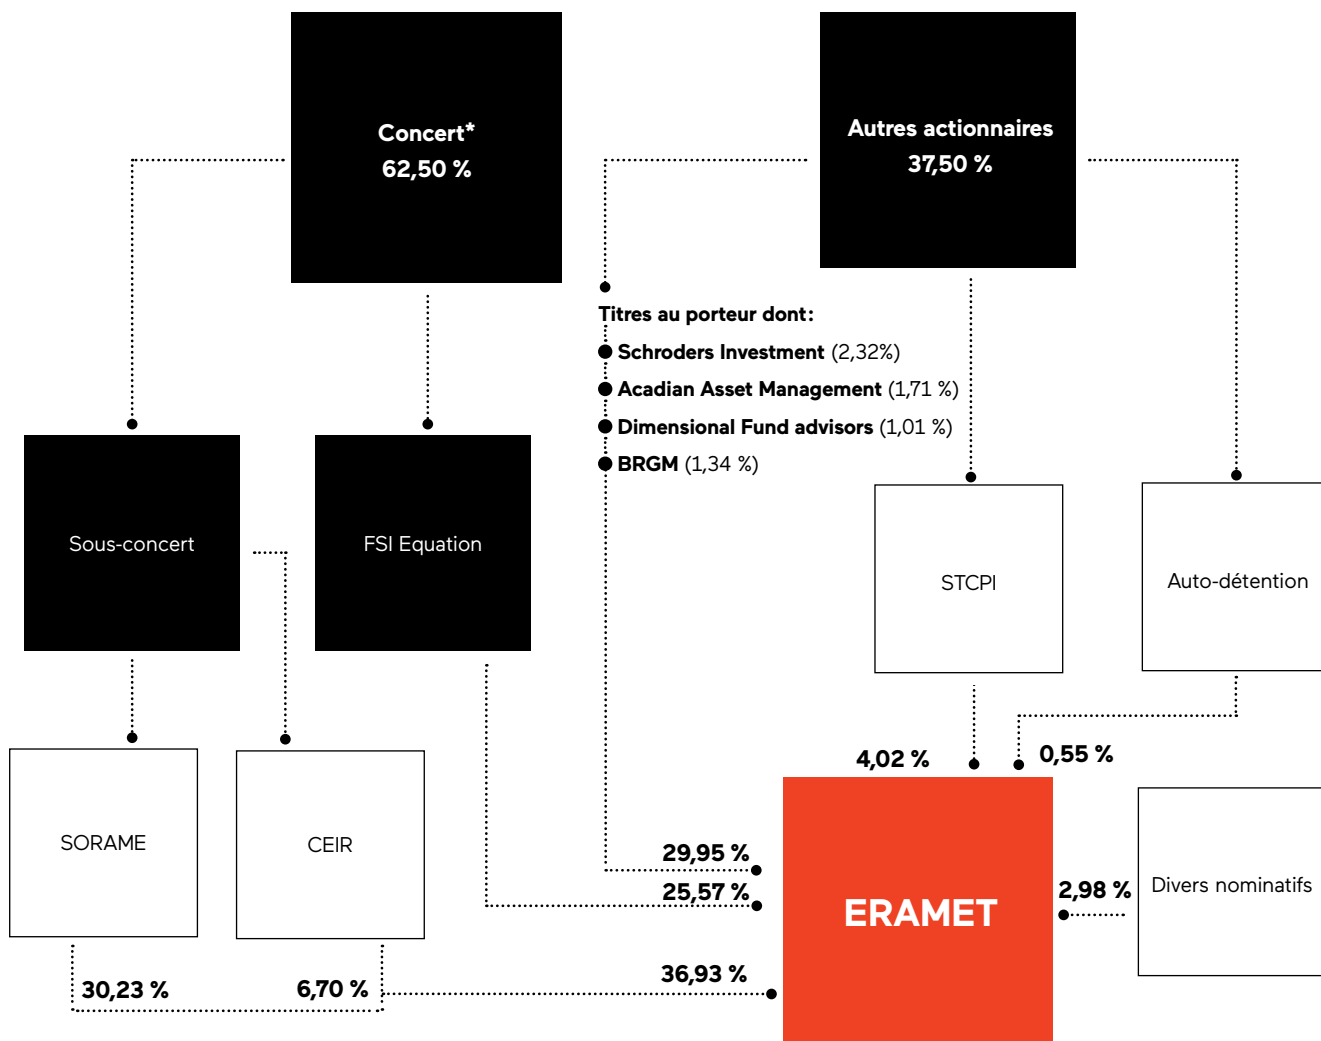 Concert*
62,50 %
Autres actionnaires
37,50 %
Titres au porteur dont:
Schroders Investment (2,32%)
Acadian Asset Management (1,71 %)
Dimensional Fund advisors (1,01 %)
BRGM (1,34 %)
Sous-concert
FSI Equation
STCPI
Auto-détention
4,02 %
0,55 %
SORAME
CEIR
29,95 %
25,57 %
ERAMET
2,98 %
Divers nominatifs
30,23 %
6,70 %
36,93 %